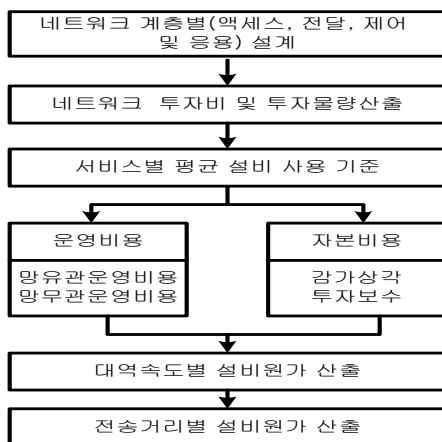 네트워크 계층별(액세스, 전달, 제어
및 응용) 설계
네트워크 투자비 및 투자물량산출
서비스별 평균 설비 사용 기준
운영비용
망유관운영비용
망무관운영비용
자본비용
감가상각
투자보수
대역속도별 설비원가 산출
전송거리별 설비원가 산출